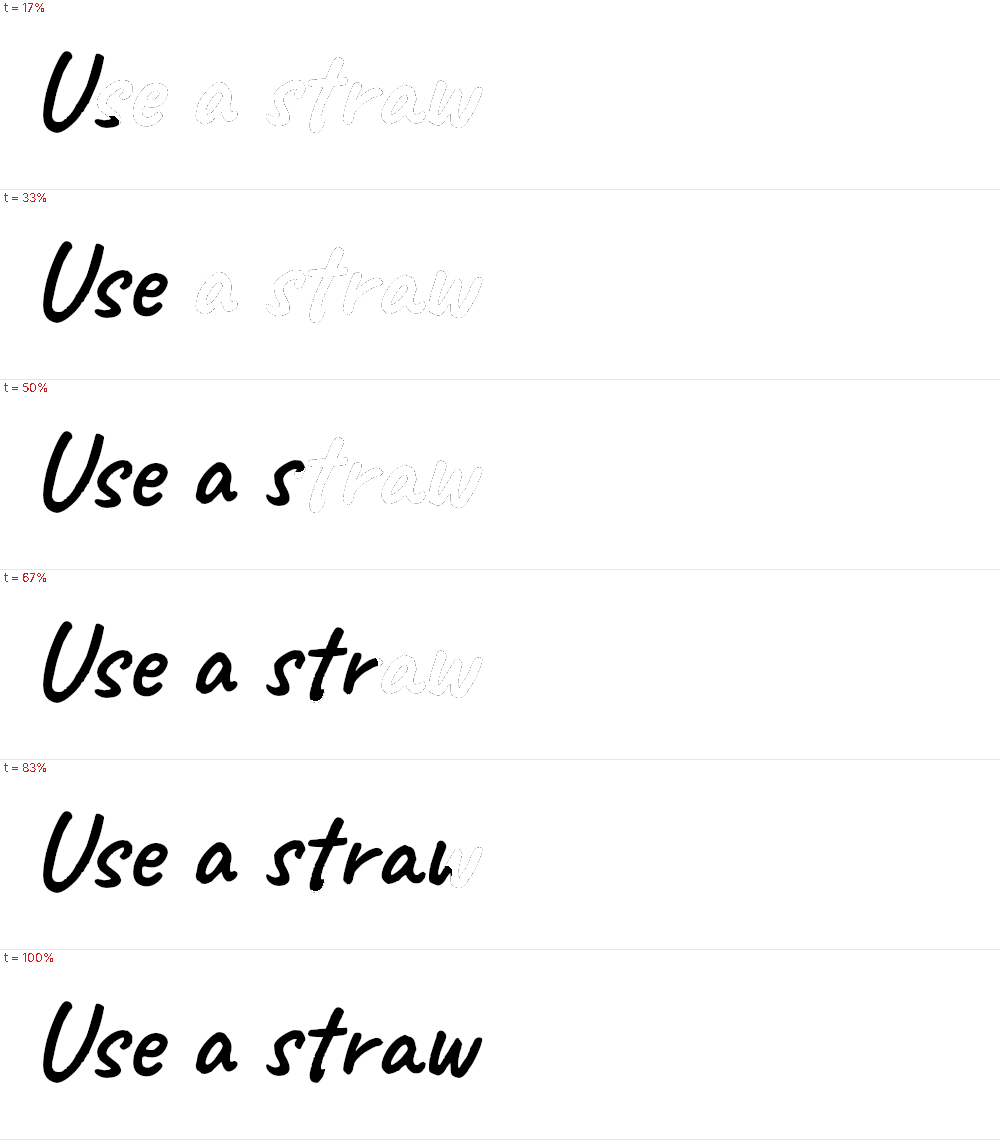 t = 17%
Use a straw
t = 33%
Use a straw
t = 50%
Use a straw
t = 67%
Use a straw
t = 83%
Use a straw
t = 100%
Use a straw